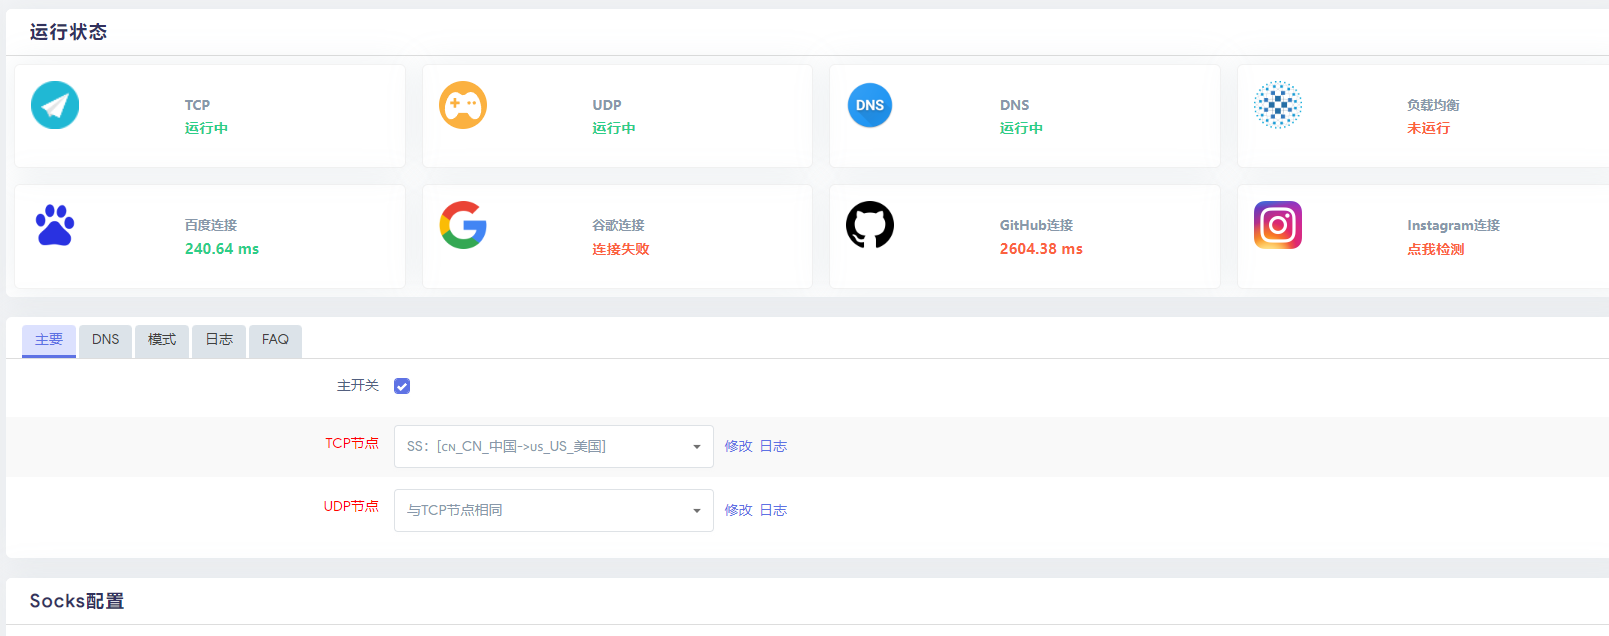 运行状态
TCP
运行中
UDP
运行中
DNS
DNS
运行中
负载均衡
未运行
百度连接
240.64 ms
谷歌连接
连接失败
GitHub连接
2604.38 ms
Instagram连接
点我检测
主要 DNS 模式 日志 FAQ
主开关
TCP节点 SS：[ᴄɴ_CN_中国->ᴜs_US_美国] 修改 日志
UDP节点 与TCP节点相同 修改 日志
Socks配置